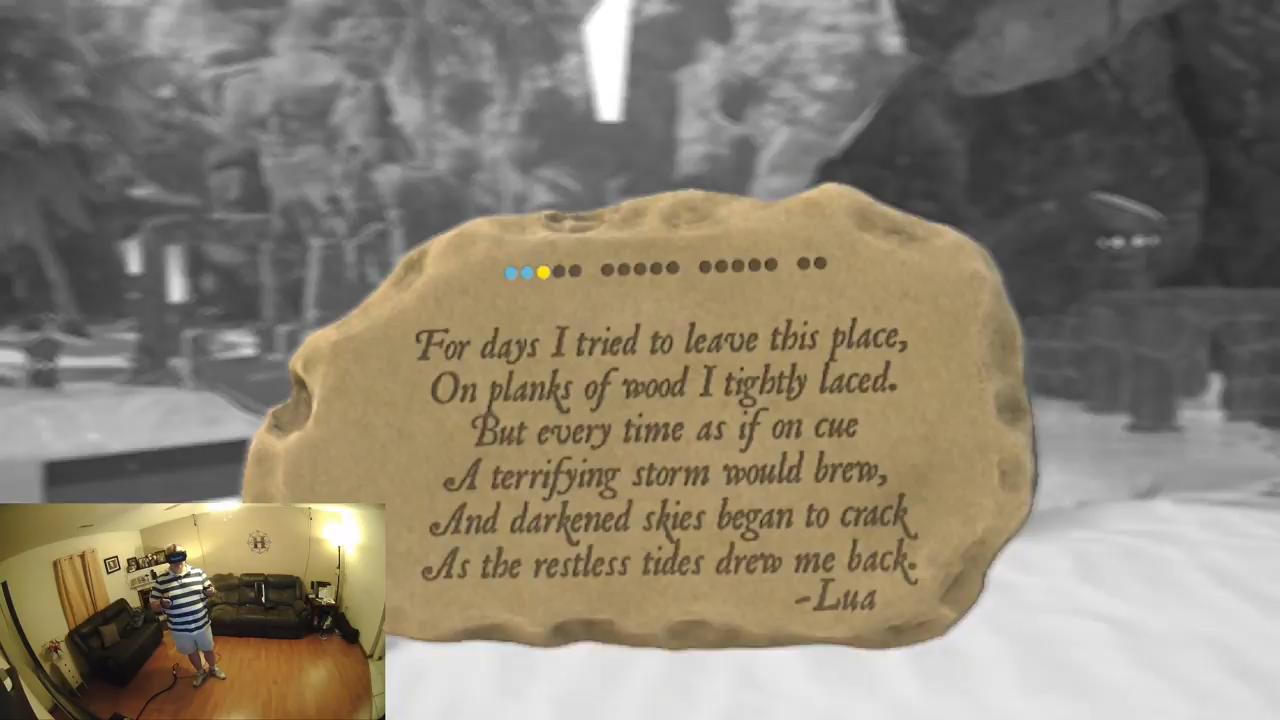 For days I tried to leave this place,
On planks of wood I tightly laced.
But every time as if on cue
A terrifying storm would brew,
And darkened skies began to crack
As the restless tides drew me back.
-Lua
H